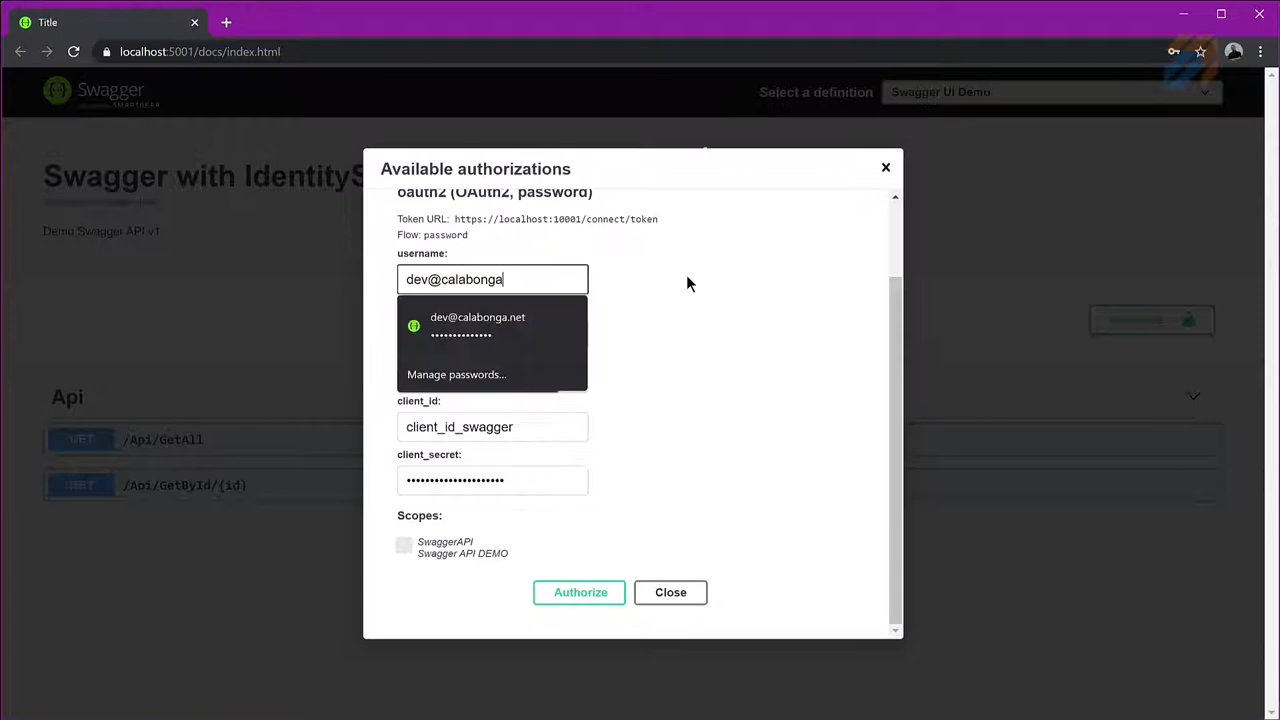 Title
localhost:5001/docs/index.html
Swagger
SMARTBEAR
Select a definition
Swagger UI Demo
Swagger with IdentityS
Demo Swagger API v1
Api
GET /Api/GetAll
GET /Api/GetById/{id}
Available authorizations
oauth2 (OAuth2, password)
Token URL: https://localhost:10001/connect/token
Flow: password
username:
dev@calabonga
dev@calabonga.net
••••••••••••••
Manage passwords...
client_id:
client_id_swagger
client_secret:
•••••••••••••••••••••
Scopes:
SwaggerAPI
Swagger API DEMO
Authorize
Close